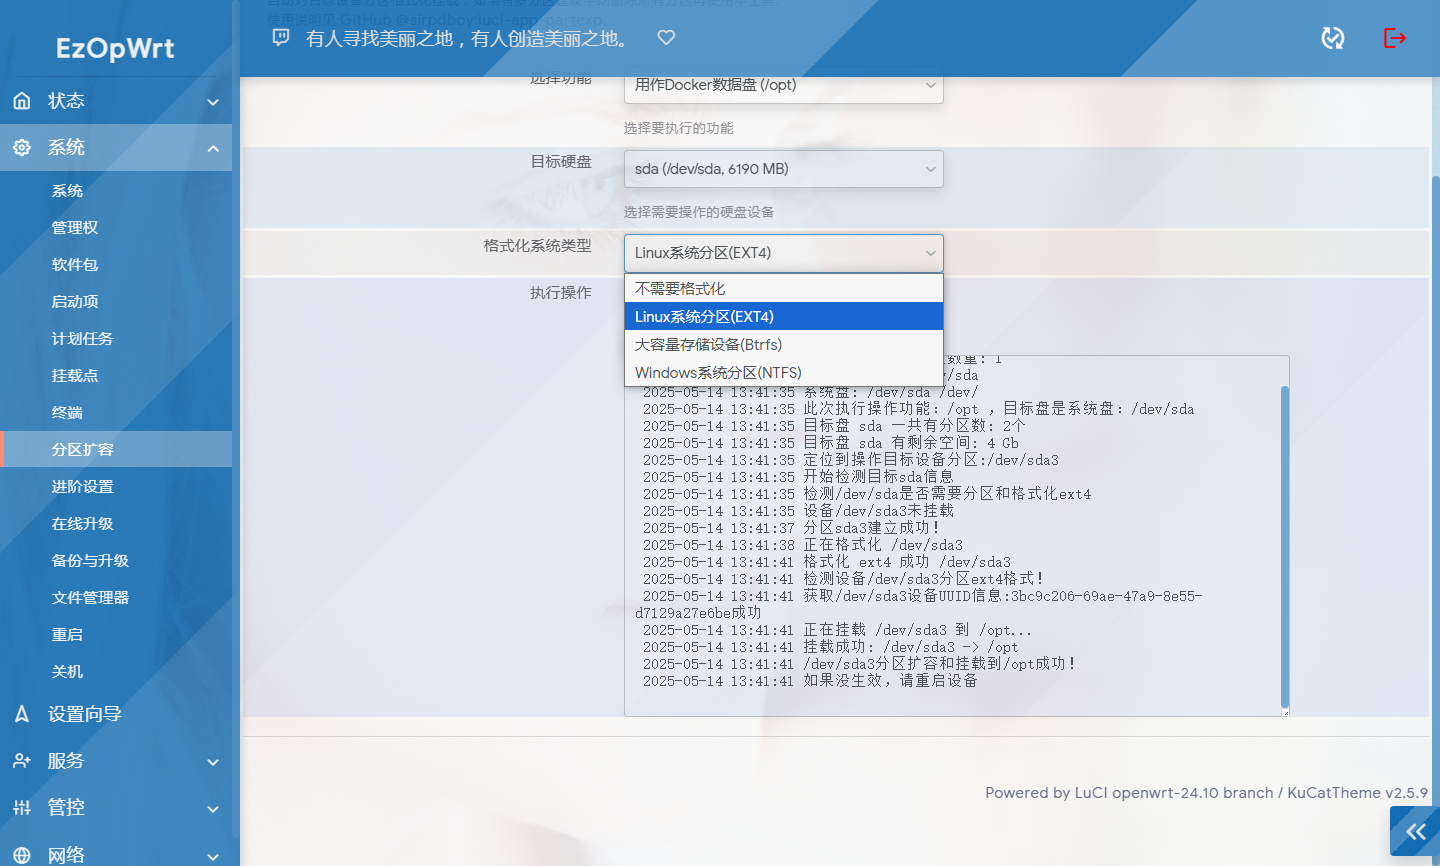 EzOpWrt
使用说明见:GitHub @sirpdboy:luci-app-partexp
有人寻找美丽之地，有人创造美丽之地。
状态
系统
系统
管理权
软件包
启动项
计划任务
挂载点
终端
分区扩容
进阶设置
在线升级
备份与升级
文件管理器
重启
关机
设置向导
服务
管控
网络
选择功能
用作Docker数据盘 (/opt)
选择要执行的功能
目标硬盘
sda (/dev/sda, 6190 MB)
选择需要操作的硬盘设备
格式化系统类型
Linux系统分区(EXT4)
不需要格式化
Linux系统分区(EXT4)
大容量存储设备(Btrfs)
Windows系统分区(NTFS)
执行操作
数量: 1
/sda
2025-05-14 13:41:35 系统盘: /dev/sda /dev/
2025-05-14 13:41:35 此次执行操作功能: /opt ，目标盘是系统盘: /dev/sda
2025-05-14 13:41:35 目标盘 sda 一共有分区数: 2个
2025-05-14 13:41:35 目标盘 sda 有剩余空间: 4 Gb
2025-05-14 13:41:35 定位到操作目标设备分区:/dev/sda3
2025-05-14 13:41:35 开始检测目标sda信息
2025-05-14 13:41:35 检测/dev/sda是否需要分区和格式化ext4
2025-05-14 13:41:35 设备/dev/sda3未挂载
2025-05-14 13:41:37 分区sda3建立成功!
2025-05-14 13:41:38 正在格式化 /dev/sda3
2025-05-14 13:41:41 格式化 ext4 成功 /dev/sda3
2025-05-14 13:41:41 检测设备/dev/sda3分区ext4格式!
2025-05-14 13:41:41 获取/dev/sda3设备UUID信息:3bc9c206-69ae-47a9-8e55-
d7129a27e6be成功
2025-05-14 13:41:41 正在挂载 /dev/sda3 到 /opt...
2025-05-14 13:41:41 挂载成功: /dev/sda3 -> /opt
2025-05-14 13:41:41 /dev/sda3分区扩容和挂载到/opt成功!
2025-05-14 13:41:41 如果没生效，请重启设备
Powered by LuCI openwrt-24.10 branch / KuCatTheme v2.5.9